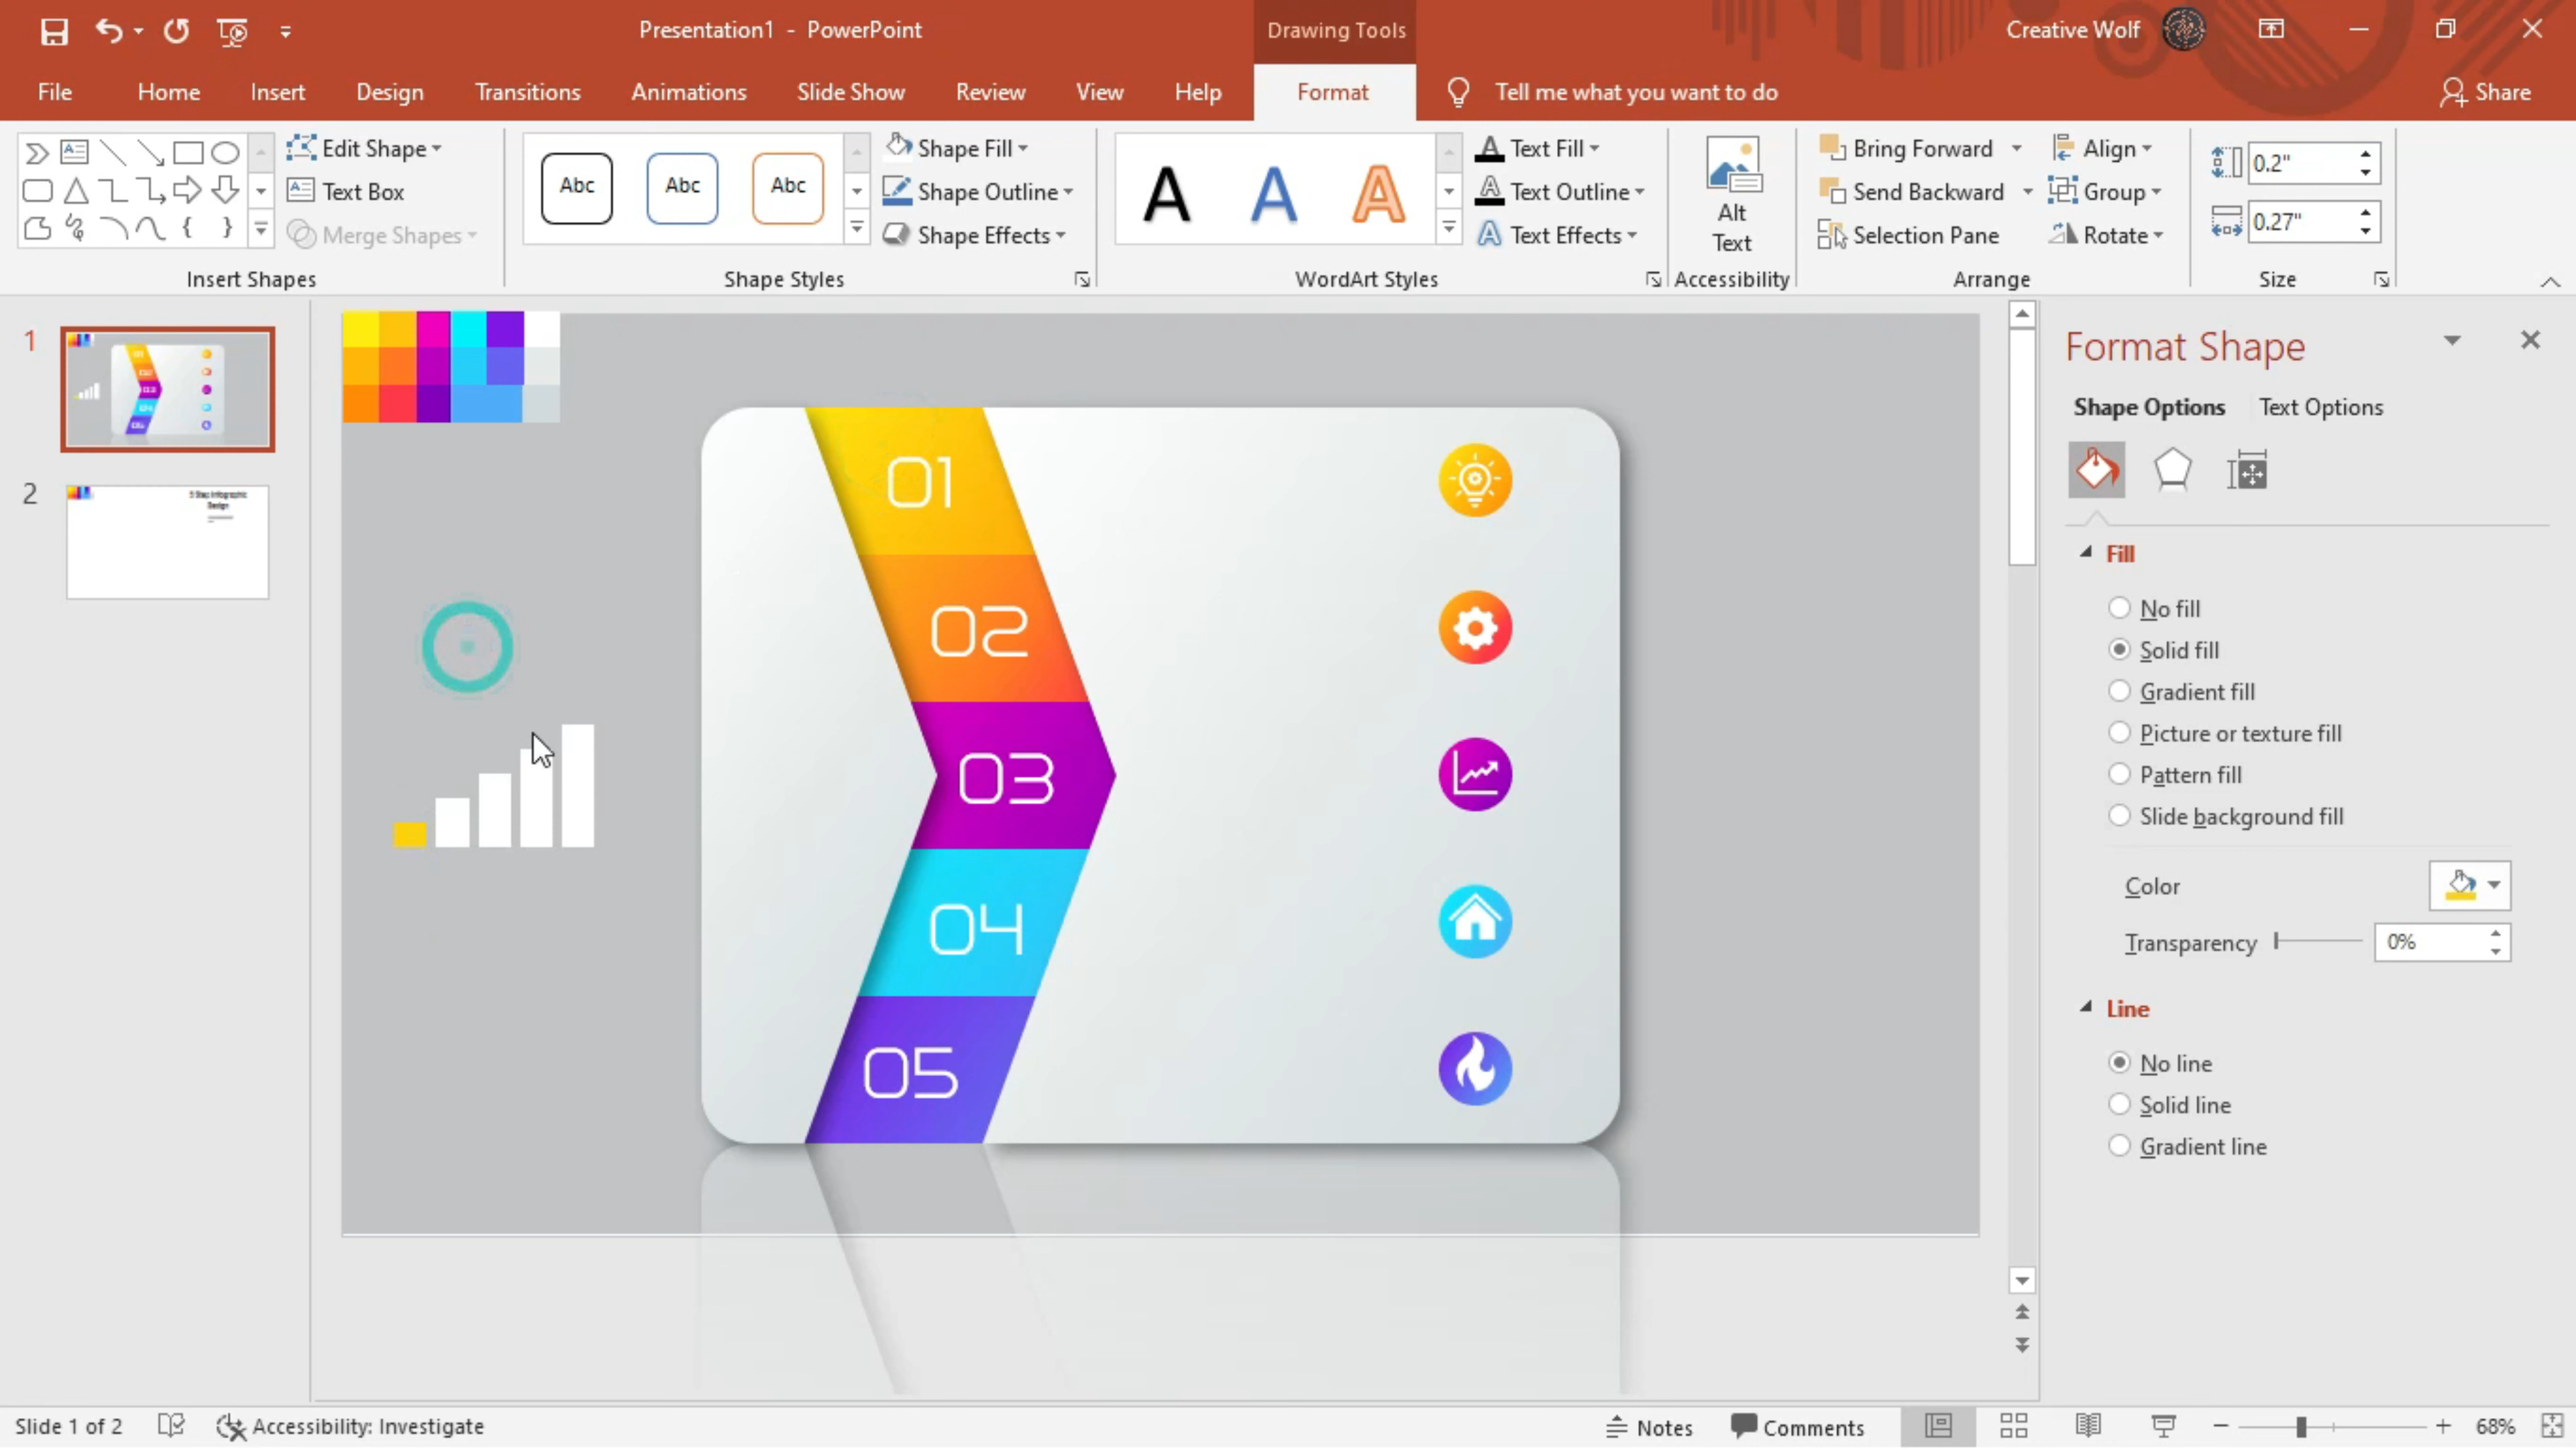 Presentation1 - PowerPoint
Drawing Tools
Creative Wolf
File Home Insert Design Transitions Animations Slide Show Review View Help Format Tell me what you want to do Share
Edit Shape
Text Box
Merge Shapes
Insert Shapes
Abc Abc Abc
Shape Fill
Shape Outline
Shape Effects
Shape Styles
A A A
Text Fill
Text Outline
Text Effects
WordArt Styles
Alt
Text
Accessibility
Bring Forward
Send Backward
Selection Pane
Align
Group
Rotate
Arrange
0.2"
0.27"
Size
1
2
5 Step Infographic
Design
01
02
03
04
05
Format Shape
Shape Options Text Options
Fill
No fill
Solid fill
Gradient fill
Picture or texture fill
Pattern fill
Slide background fill
Color
Transparency 0%
Line
No line
Solid line
Gradient line
Slide 1 of 2 Accessibility: Investigate Notes Comments 68%